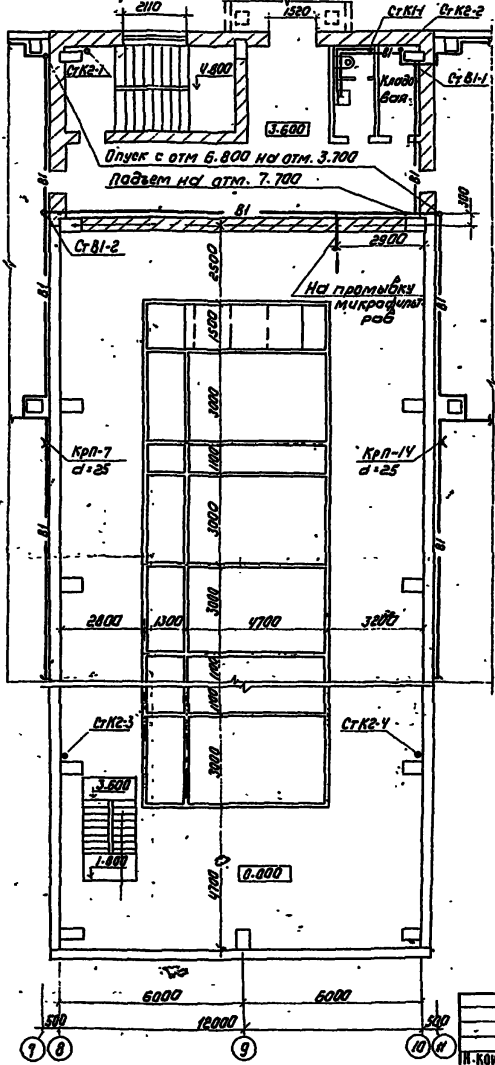 2110
1520
СтК1-1
СтК2-2
СтК2-1
4.800
В1
Кладо
вая
СтВ1-1
3.600
Опуск с отм 6.800 на отм. 3.700
Подъем на отм. 7.700
В1
В1
300
СтВ1-2
2900
2500
На промывку
микрофильт
ров
В1
В1
1500
3000
КрП-7
d=25
1100
КрП-14
d=25
В1
3000
В1
3000
2800
1300
4700
3200
1100
1100
СтК2-3
СтК2-4
3000
3.600
1.800
0.000
4700
6000
6000
500
12000
500
7
8
9
10
11
Н.кон